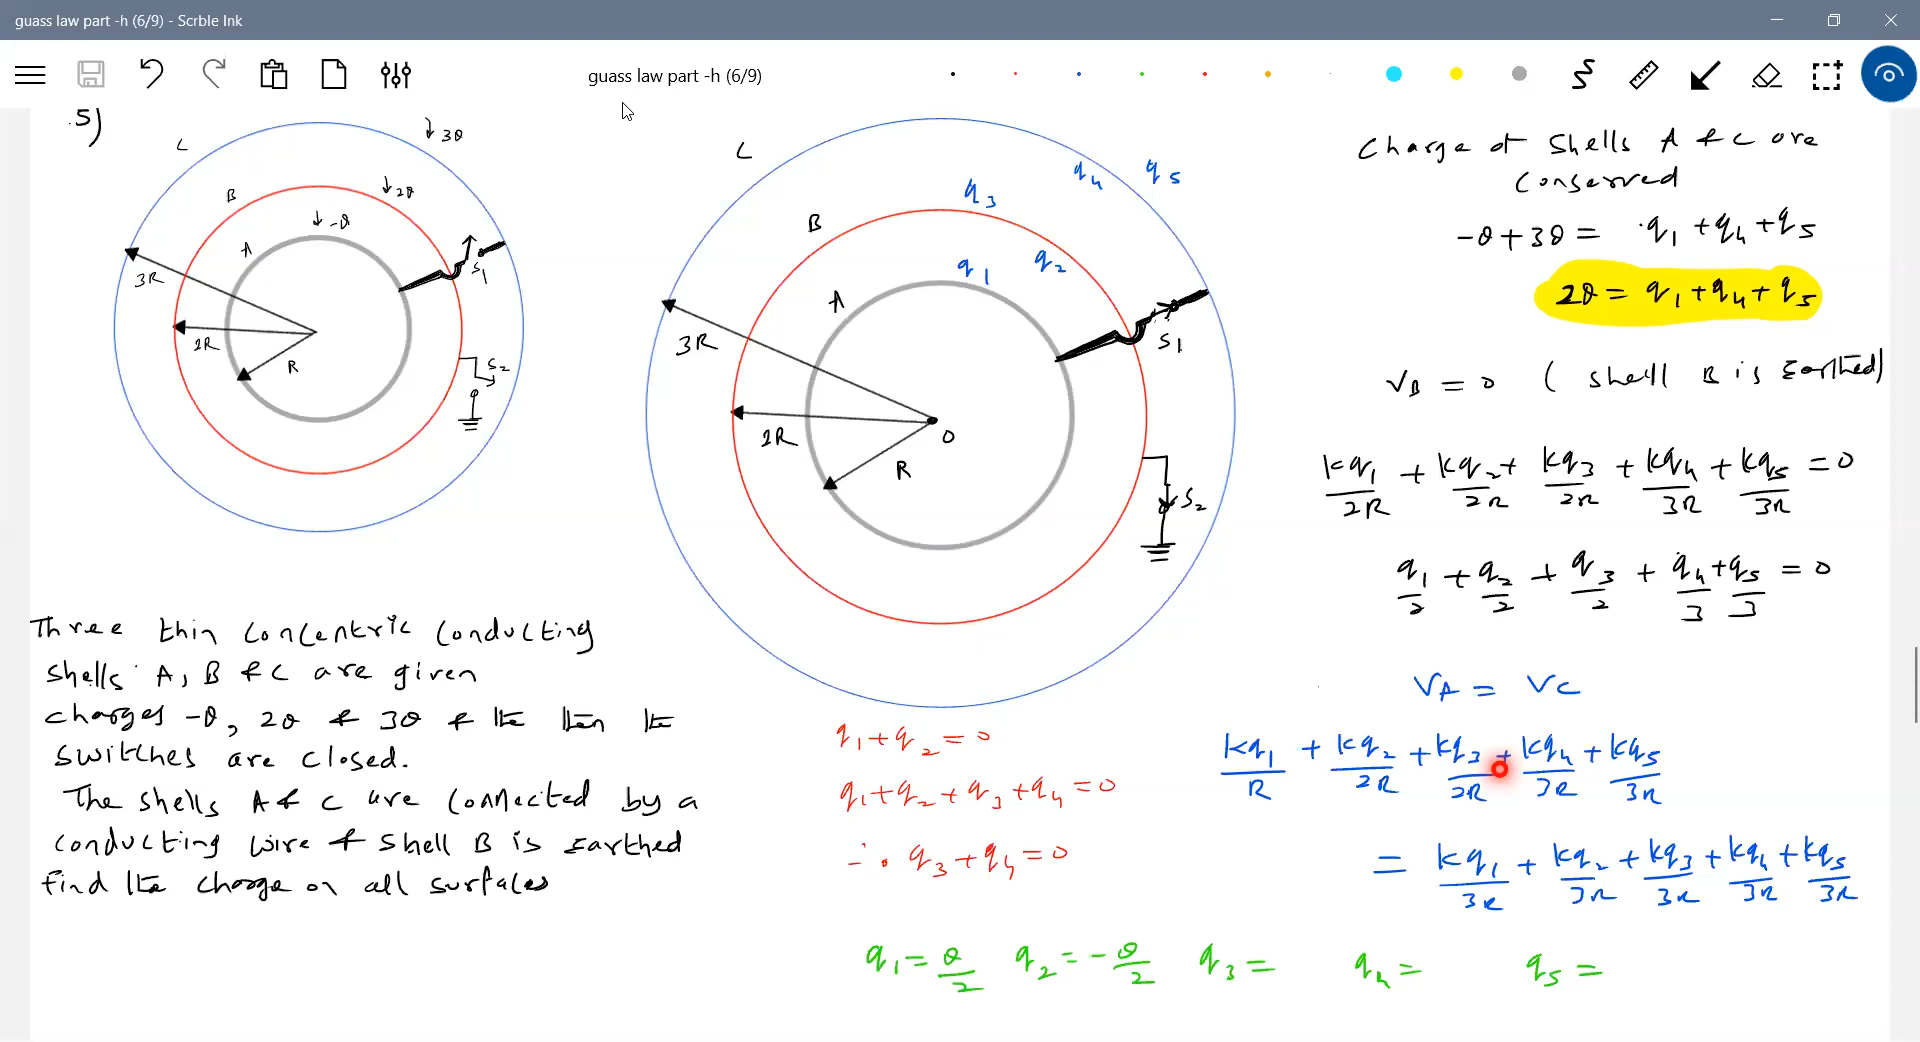 guass law part -h (6/9) - Scrble Ink
guass law part -h (6/9)
5)
C
↓ 3θ
B
↓ 2θ
A
↓ -θ
3R
2R
R
S1
S2
C
q3
q4
q5
B
q1
q2
A
3R
2R
R
O
S1
S2
Charge of Shells A & C are
Conserved
-θ + 3θ = q1 + q4 + q5
2θ = q1 + q4 + q5
VB = 0 ( Shell B is Earthed)
kq1/2R + kq2/2R + kq3/2R + kq4/3R + kq5/3R = 0
q1/2 + q2/2 + q3/2 + q4/3 + q5/3 = 0
VA = VC
kq1/R + kq2/2R + kq3/2R + kq4/3R + kq5/3R
= kq1/3R + kq2/3R + kq3/3R + kq4/3R + kq5/3R
Three thin concentric conducting
shells A, B & C are given
charges -θ, 2θ & 3θ & the then the
switches are closed.
The shells A & C are connected by a
conducting wire & shell B is Earthed
find the charge on all surfaces
q1 + q2 = 0
q1 + q2 + q3 + q4 = 0
∴ q3 + q4 = 0
q1 = θ/2 q2 = -θ/2 q3 = q4 = q5 =